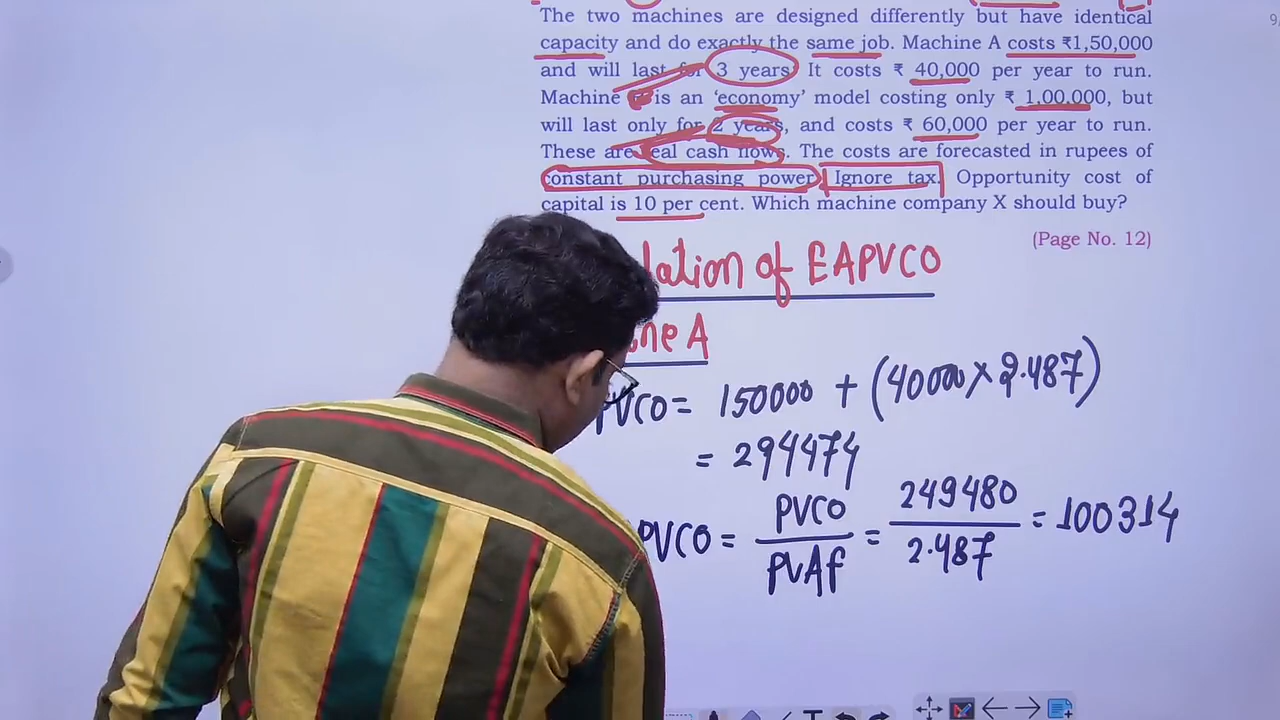 The two machines are designed differently but have identical
capacity and do exactly the same job. Machine A costs ₹1,50,000
and will last for 3 years. It costs ₹ 40,000 per year to run.
Machine is an ‘economy’ model costing only ₹ 1,00,000, but
will last only for 2 years, and costs ₹ 60,000 per year to run.
These are real cash flows. The costs are forecasted in rupees of
constant purchasing power. Ignore tax. Opportunity cost of
capital is 10 per cent. Which machine company X should buy?
(Page No. 12)
lation of EAPVCO
ine A
PVCO = 150000 + (40000 × 2.487)
= 294474
PVCO = PVCO / PVAf = 249480 / 2.487 = 100314